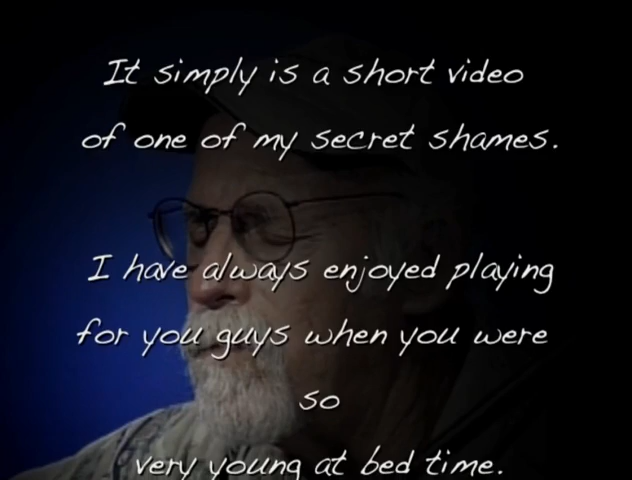 It simply is a short video
of one of my secret shames.
I have always enjoyed playing
for you guys when you were
so
very young at bed time.